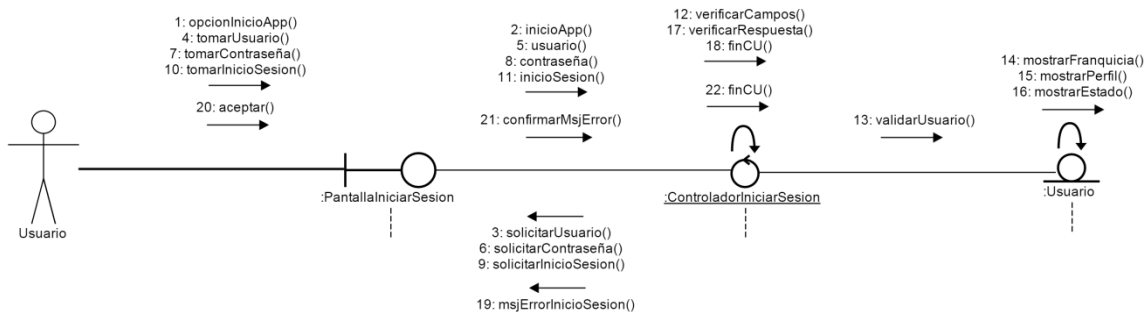 1: opcionInicioApp()
4: tomarUsuario()
7: tomarContraseña()
10: tomarInicioSesion()
20: aceptar()
2: inicioApp()
5: usuario()
8: contraseña()
11: inicioSesion()
21: confirmarMsjError()
12: verificarCampos()
17: verificarRespuesta()
18: finCU()
22: finCU()
13: validarUsuario()
14: mostrarFranquicia()
15: mostrarPerfil()
16: mostrarEstado()
Usuario
:PantallaIniciarSesion
:ControladorIniciarSesion
:Usuario
3: solicitarUsuario()
6: solicitarContraseña()
9: solicitarInicioSesion()
19: msjErrorInicioSesion()